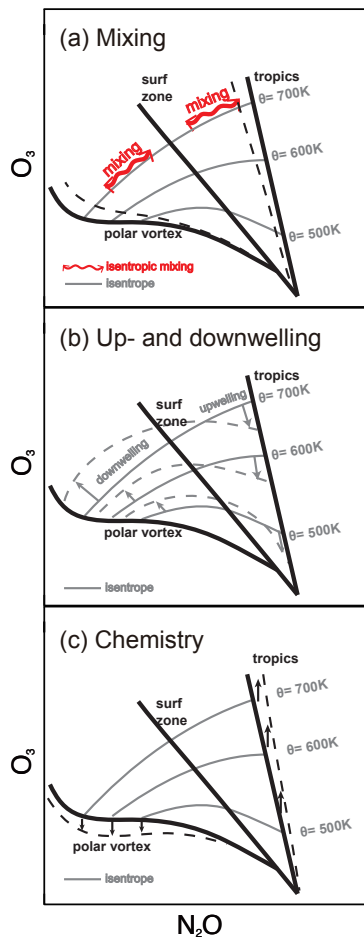 (a) Mixing
surf
zone
tropics
mixing
mixing
θ= 700K
θ= 600K
θ= 500K
O3
polar vortex
isentropic mixing
isentrope
(b) Up- and downwelling
tropics
surf
zone
upwelling
θ= 700K
downwelling
θ= 600K
O3
θ= 500K
polar vortex
isentrope
(c) Chemistry
tropics
surf
zone
θ= 700K
θ= 600K
O3
θ= 500K
polar vortex
isentrope
N2O